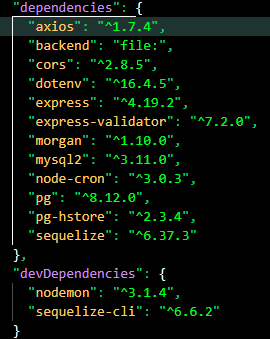 "dependencies": {
"axios": "^1.7.4",
"backend": "file:",
"cors": "^2.8.5",
"dotenv": "^16.4.5",
"express": "^4.19.2",
"express-validator": "^7.2.0",
"morgan": "^1.10.0",
"mysql2": "^3.11.0",
"node-cron": "^3.0.3",
"pg": "^8.12.0",
"pg-hstore": "^2.3.4",
"sequelize": "^6.37.3"
},
"devDependencies": {
"nodemon": "^3.1.4",
"sequelize-cli": "^6.6.2"
}